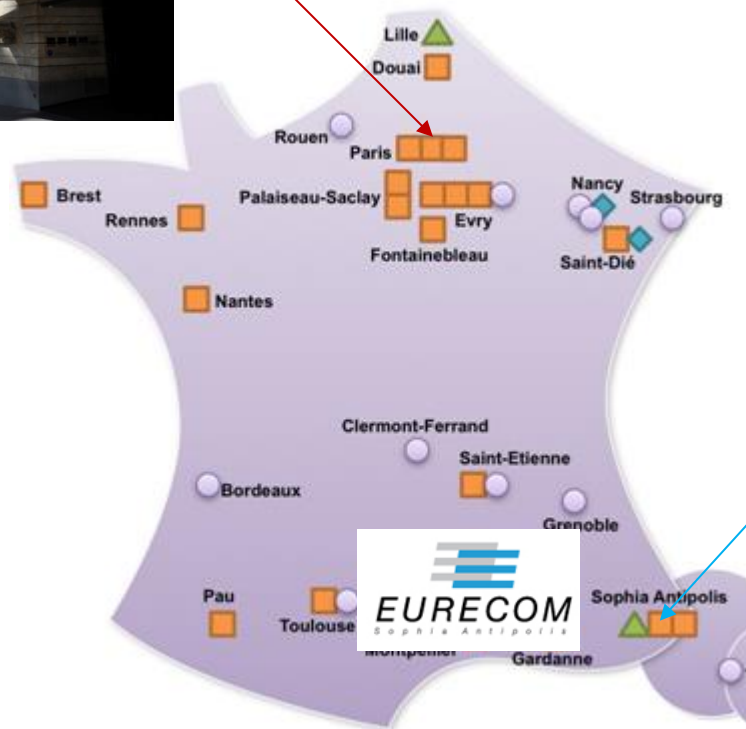 Lille
Douai
Rouen
Paris
Brest
Rennes
Palaiseau-Saclay
Evry
Nancy
Strasbourg
Fontainebleau
Saint-Dié
Nantes
Clermont-Ferrand
Saint-Etienne
Bordeaux
Grenoble
EURECOM
Sophia Antipolis
Pau
Toulouse
Sophia Antipolis
Montpellier
Gardanne